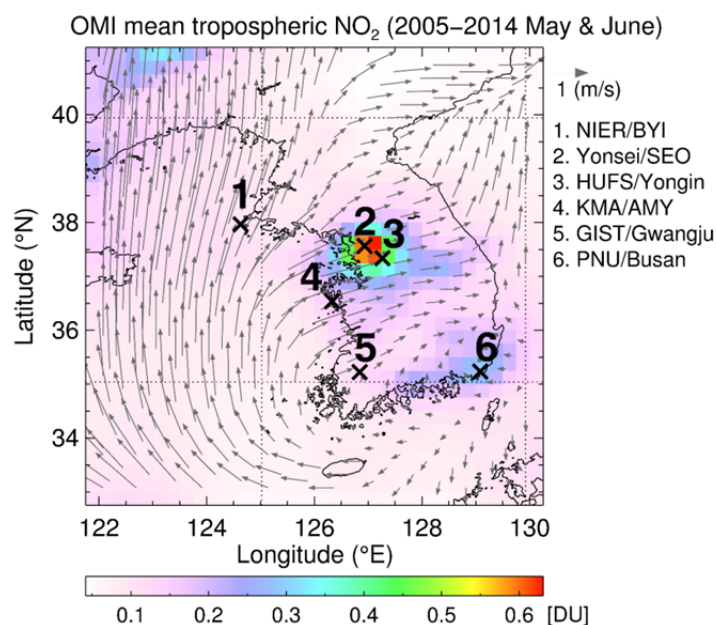 OMI mean tropospheric NO₂ (2005−2014 May & June)
1 (m/s)
1. NIER/BYI
2. Yonsei/SEO
3. HUFS/Yongin
4. KMA/AMY
5. GIST/Gwangju
6. PNU/Busan
Latitude (°N)
40
38
36
34
1
2
3
4
5
6
122 124 126 128 130
Longitude (°E)
0.1 0.2 0.3 0.4 0.5 0.6 [DU]